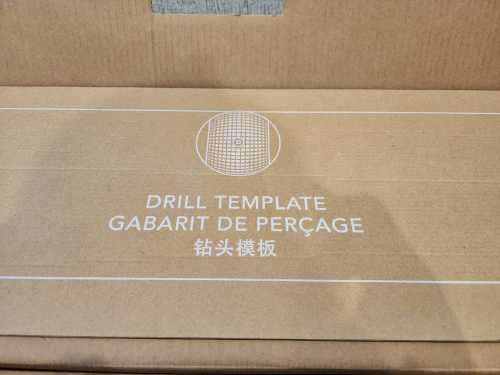 DRILL TEMPLATE
GABARIT DE PERÇAGE
钻头模板